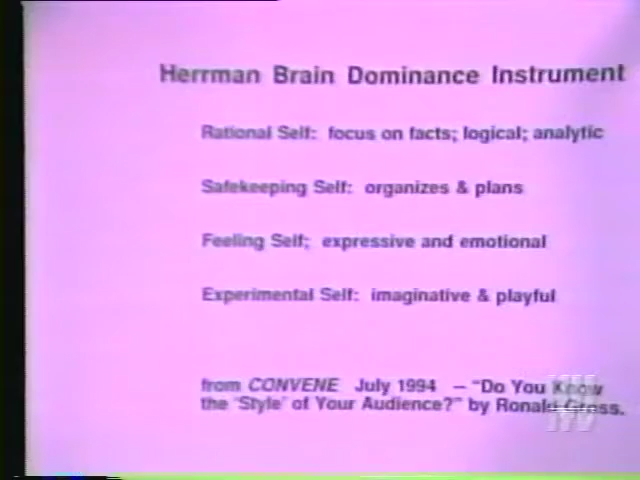 Herrman Brain Dominance Instrument
Rational Self: focus on facts; logical; analytic
Safekeeping Self: organizes & plans
Feeling Self; expressive and emotional
Experimental Self: imaginative & playful
from CONVENE July 1994 – "Do You Know
the 'Style' of Your Audience?" by Ronald Gross.